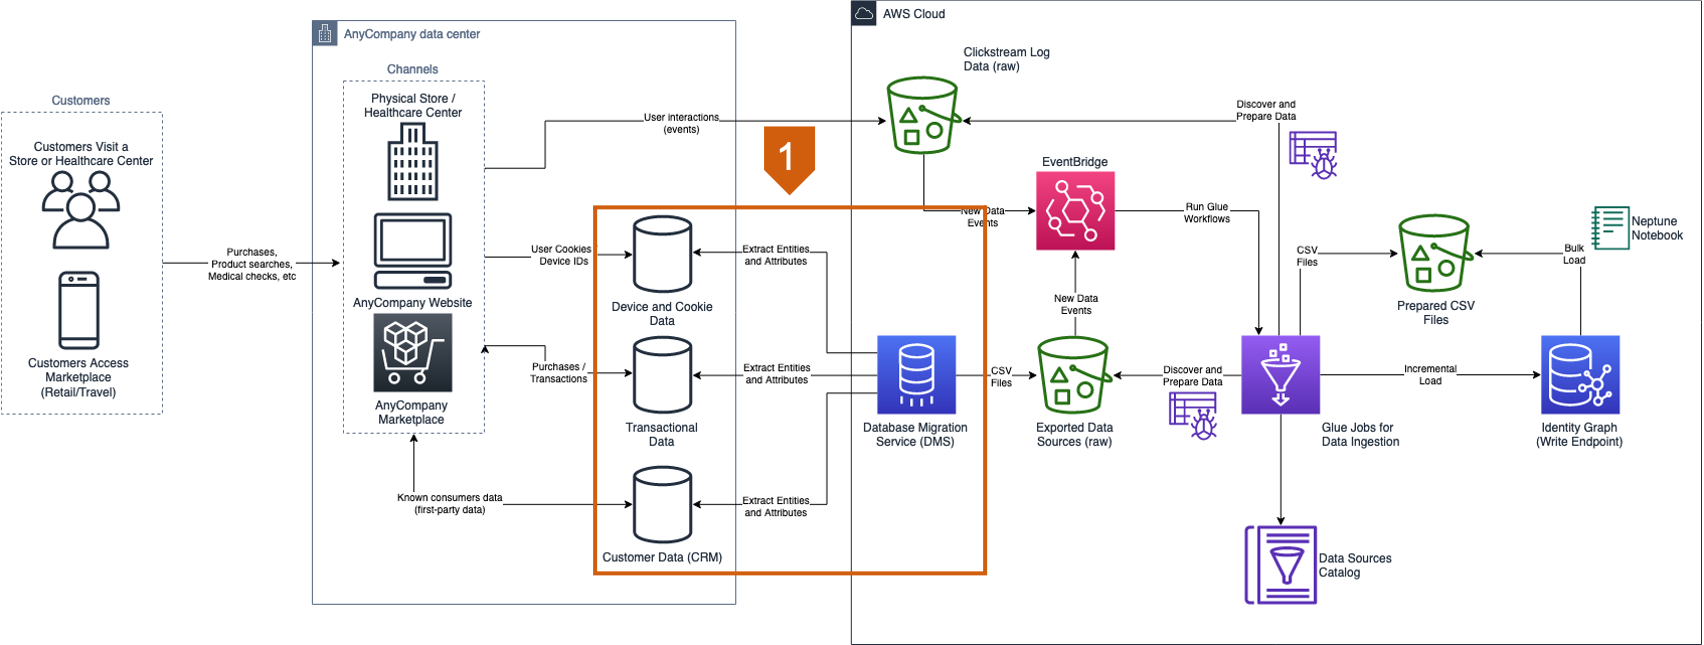 Customers
Customers Visit a
Store or Healthcare Center
Customers Access
Marketplace
(Retail/Travel)
Purchases,
Product searches,
Medical checks, etc
AnyCompany data center
Channels
Physical Store /
Healthcare Center
AnyCompany Website
AnyCompany
Marketplace
User interactions
(events)
1
User Cookies
Device IDs
Purchases /
Transactions
Known consumers data
(first-party data)
Device and Cookie
Data
Transactional
Data
Customer Data (CRM)
Extract Entities
and Attributes
Extract Entities
and Attributes
Extract Entities
and Attributes
AWS Cloud
Clickstream Log
Data (raw)
Discover and
Prepare Data
EventBridge
New Data
Events
Run Glue
Workflows
New Data
Events
Database Migration
Service (DMS)
CSV
Files
Exported Data
Sources (raw)
Discover and
Prepare Data
Glue Jobs for
Data Ingestion
CSV
Files
Prepared CSV
Files
Bulk
Load
Neptune
Notebook
Incremental
Load
Identity Graph
(Write Endpoint)
Data Sources
Catalog